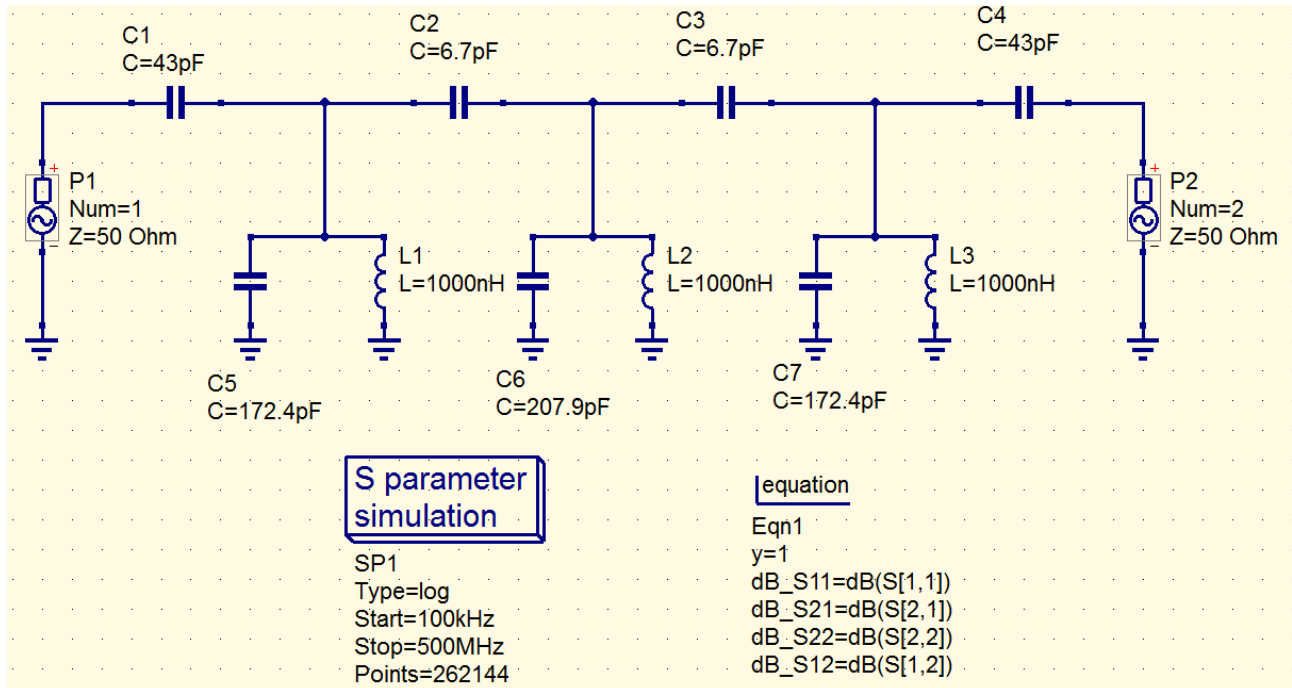 C1
C=43pF
C2
C=6.7pF
C3
C=6.7pF
C4
C=43pF
+
P1
Num=1
Z=50 Ohm
-
L1
L=1000nH
L2
L=1000nH
L3
L=1000nH
+
P2
Num=2
Z=50 Ohm
-
C5
C=172.4pF
C6
C=207.9pF
C7
C=172.4pF
S parameter
simulation
SP1
Type=log
Start=100kHz
Stop=500MHz
Points=262144
equation
Eqn1
y=1
dB_S11=dB(S[1,1])
dB_S21=dB(S[2,1])
dB_S22=dB(S[2,2])
dB_S12=dB(S[1,2])